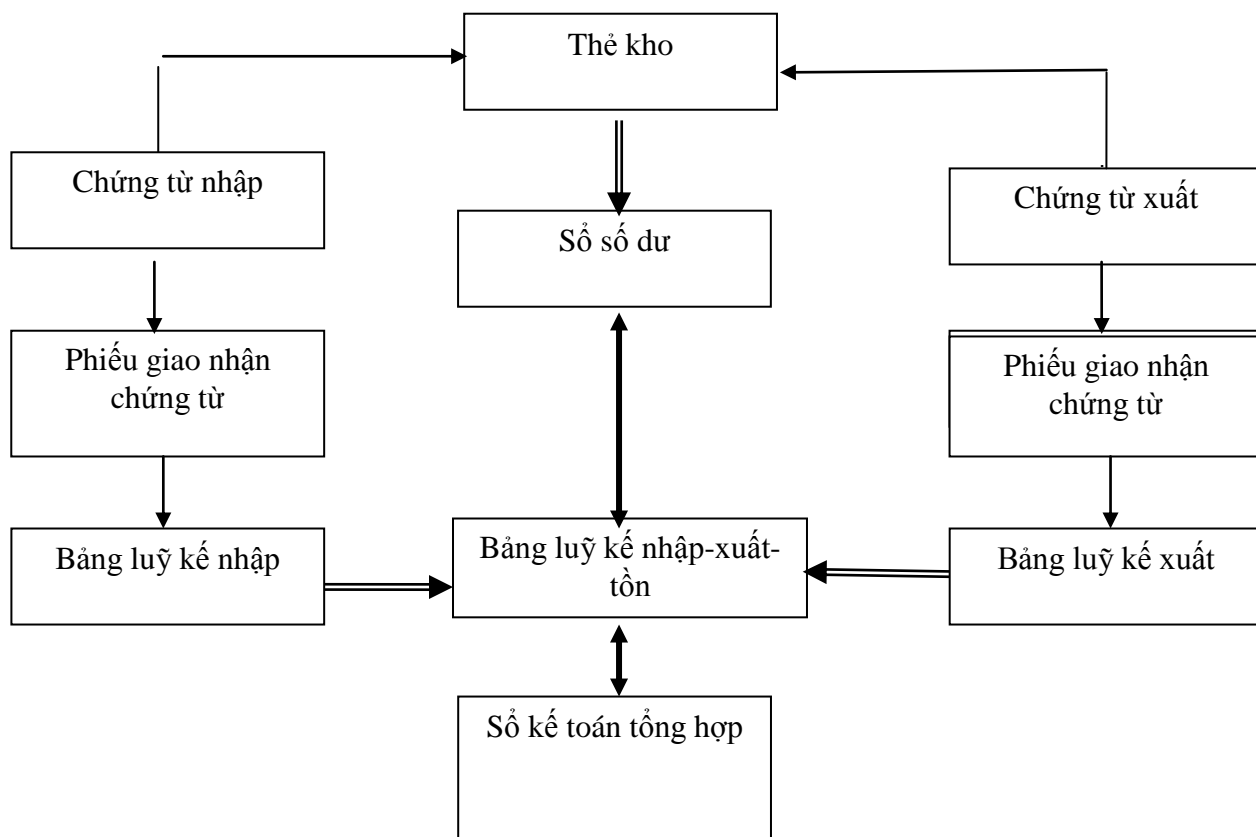 Thẻ kho
Chứng từ nhập
Chứng từ xuất
Sổ số dư
Phiếu giao nhận
chứng từ
Phiếu giao nhận
chứng từ
Bảng luỹ kế nhập
Bảng luỹ kế nhập-xuất-
tồn
Bảng luỹ kế xuất
Sổ kế toán tổng hợp